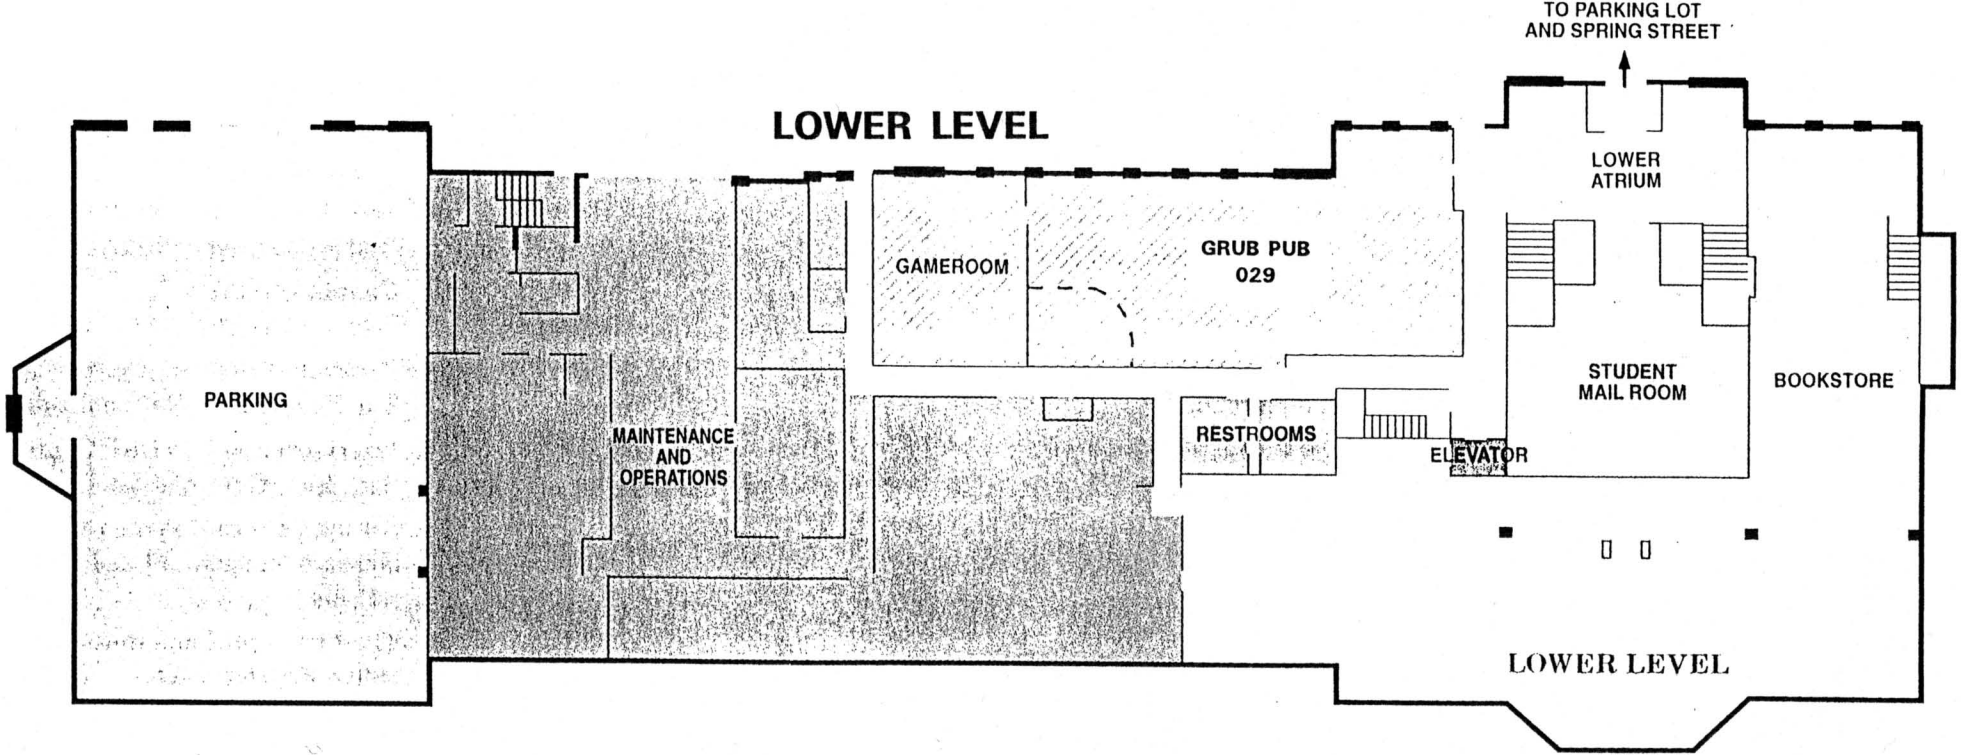 TO PARKING LOT
AND SPRING STREET
LOWER LEVEL
LOWER
ATRIUM
GRUB PUB
029
GAMEROOM
STUDENT
MAIL ROOM
BOOKSTORE
PARKING
MAINTENANCE
AND
OPERATIONS
RESTROOMS
ELEVATOR
LOWER LEVEL